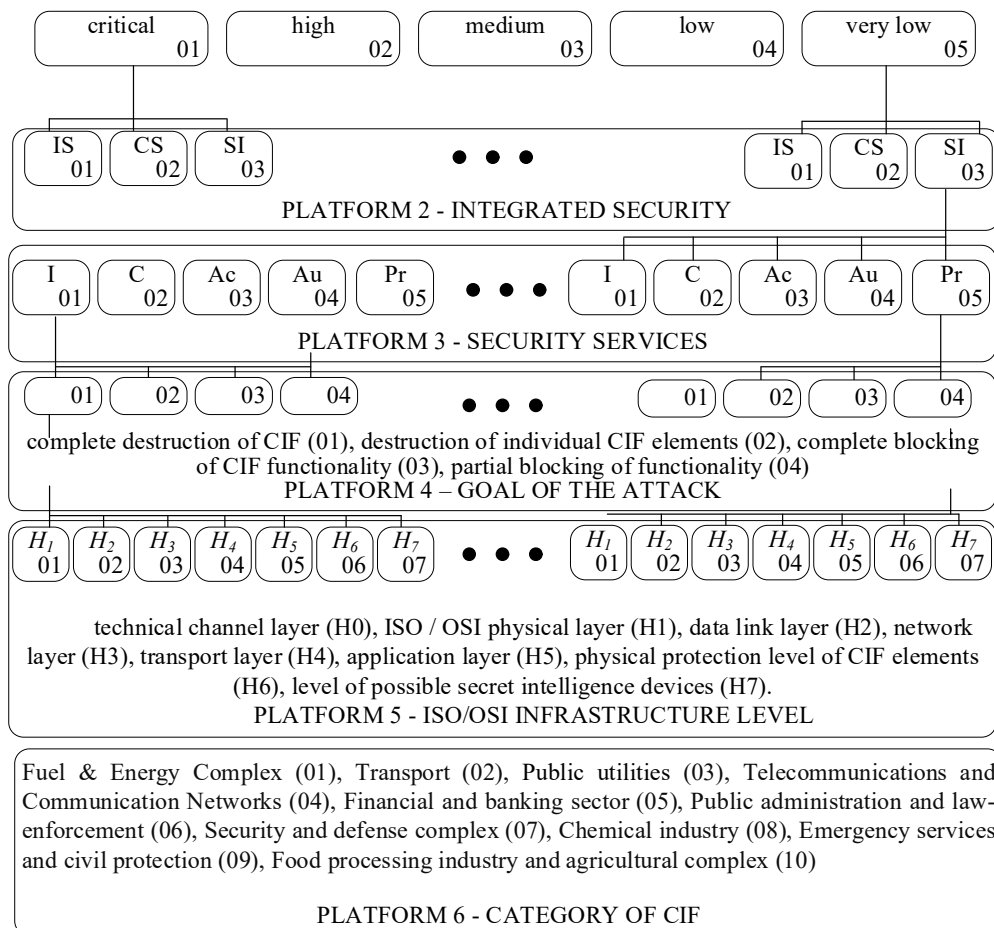 critical high medium low very low
01 02 03 04 05
IS CS SI ● ● ● IS CS SI
01 02 03 01 02 03
PLATFORM 2 - INTEGRATED SECURITY
I C Ac Au Pr ● ● ● I C Ac Au Pr
01 02 03 04 05 01 02 03 04 05
PLATFORM 3 - SECURITY SERVICES
01 02 03 04 ● ● ● 01 02 03 04
complete destruction of CIF (01), destruction of individual CIF elements (02), complete blocking
of CIF functionality (03), partial blocking of functionality (04)
PLATFORM 4 – GOAL OF THE ATTACK
H1 H2 H3 H4 H5 H6 H7 ● ● ● H1 H2 H3 H4 H5 H6 H7
01 02 03 04 05 06 07 01 02 03 04 05 06 07
technical channel layer (H0), ISO / OSI physical layer (H1), data link layer (H2), network
layer (H3), transport layer (H4), application layer (H5), physical protection level of CIF elements
(H6), level of possible secret intelligence devices (H7).
PLATFORM 5 - ISO/OSI INFRASTRUCTURE LEVEL
Fuel & Energy Complex (01), Transport (02), Public utilities (03), Telecommunications and
Communication Networks (04), Financial and banking sector (05), Public administration and law-
enforcement (06), Security and defense complex (07), Chemical industry (08), Emergency services
and civil protection (09), Food processing industry and agricultural complex (10)
PLATFORM 6 - CATEGORY OF CIF